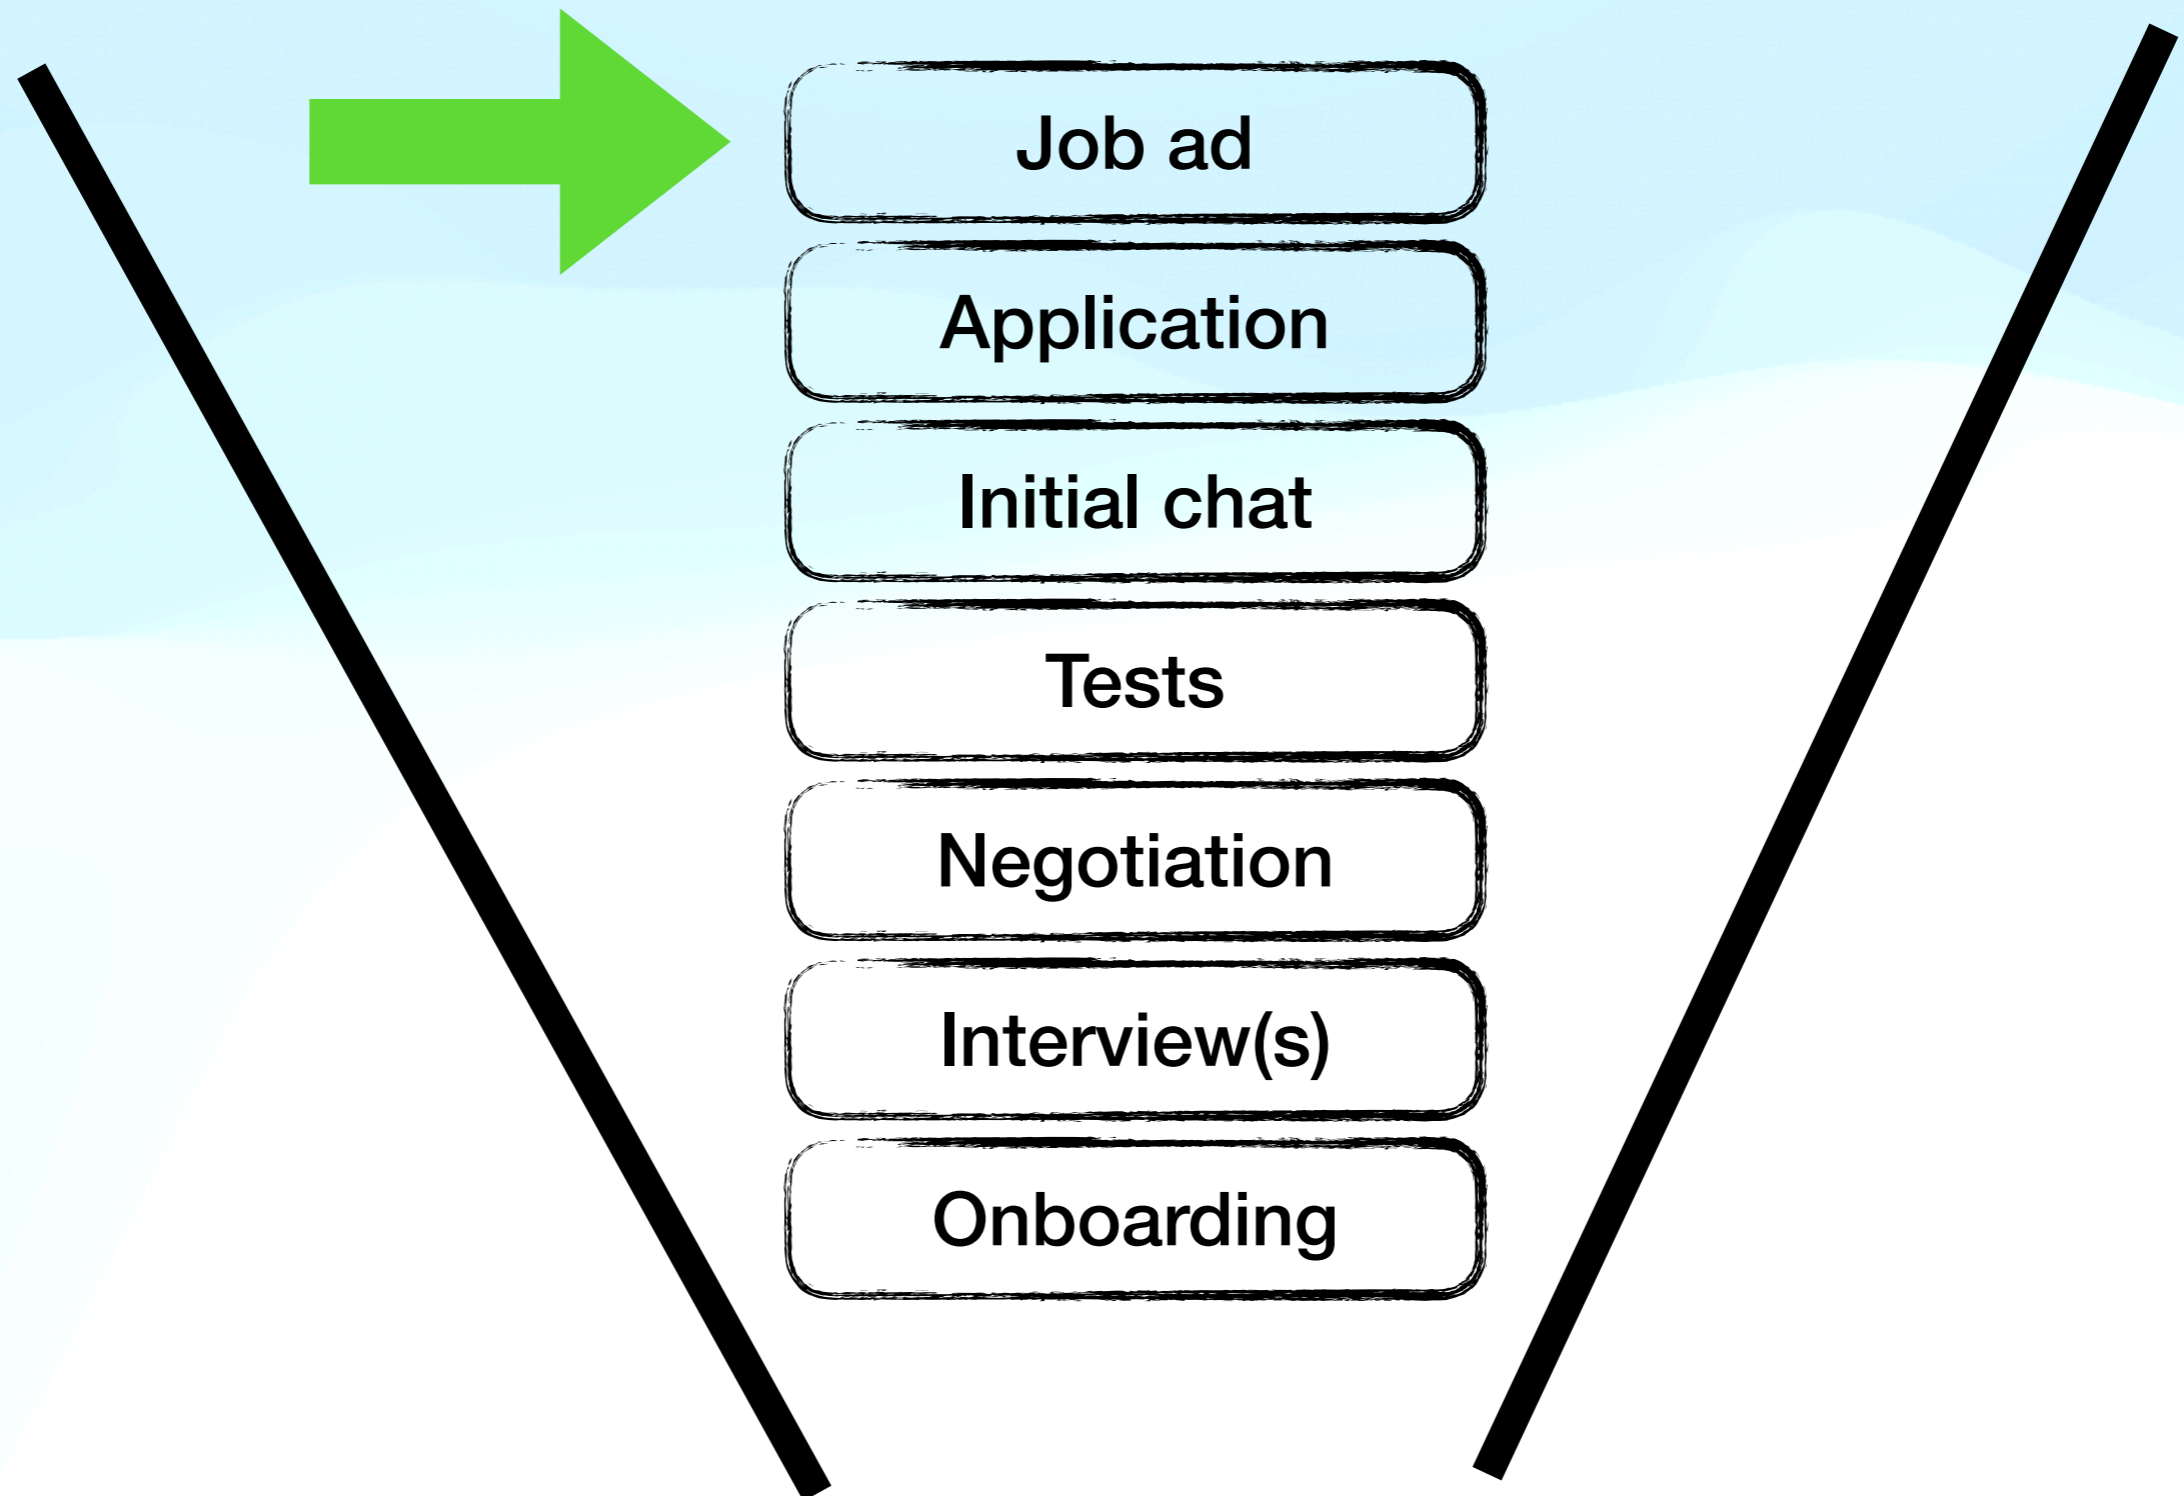 Job ad
Application
Initial chat
Tests
Negotiation
Interview(s)
Onboarding